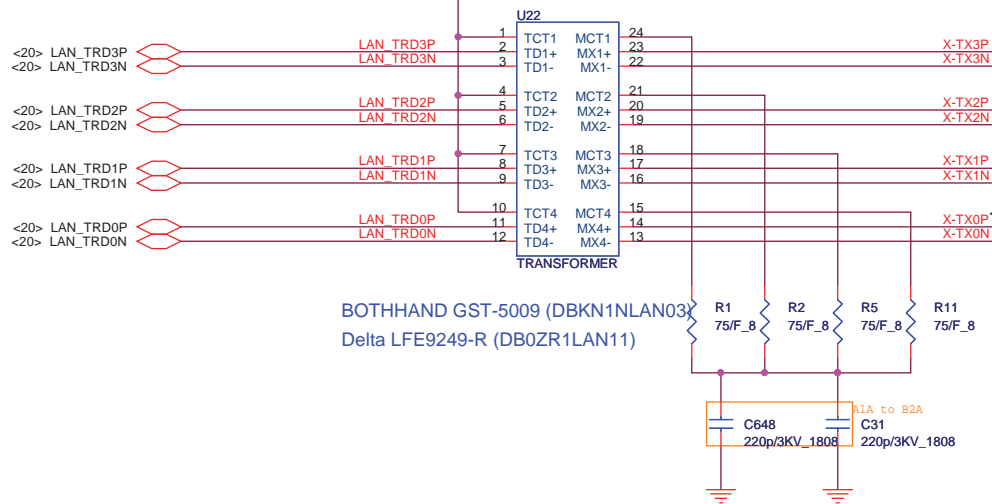 U22
1 TCT1 MCT1 24
<20> LAN_TRD3P LAN_TRD3P 2 TD1+ MX1+ 23 X-TX3P
<20> LAN_TRD3N LAN_TRD3N 3 TD1- MX1- 22 X-TX3N
4 TCT2 MCT2 21
<20> LAN_TRD2P LAN_TRD2P 5 TD2+ MX2+ 20 X-TX2P
<20> LAN_TRD2N LAN_TRD2N 6 TD2- MX2- 19 X-TX2N
7 TCT3 MCT3 18
<20> LAN_TRD1P LAN_TRD1P 8 TD3+ MX3+ 17 X-TX1P
<20> LAN_TRD1N LAN_TRD1N 9 TD3- MX3- 16 X-TX1N
10 TCT4 MCT4 15
<20> LAN_TRD0P LAN_TRD0P 11 TD4+ MX4+ 14 X-TX0P
<20> LAN_TRD0N LAN_TRD0N 12 TD4- MX4- 13 X-TX0N
TRANSFORMER
BOTHHAND GST-5009 (DBKN1NLAN03)
Delta LFE9249-R (DB0ZR1LAN11)
R1 R2 R5 R11
75/F_8 75/F_8 75/F_8 75/F_8
A1A to B2A
C648 C31
220p/3KV_1808 220p/3KV_1808